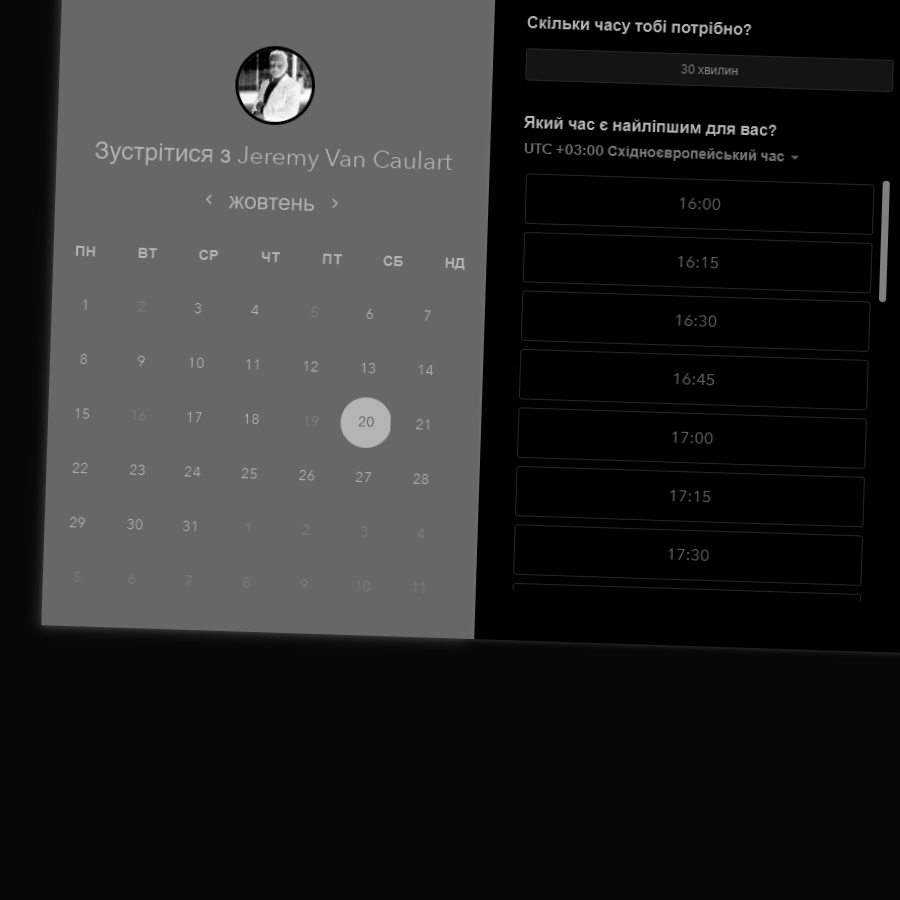 Зустрітися з Jeremy Van Caulart
жовтень
ПН ВТ СР ЧТ ПТ СБ НД
1 2 3 4 5 6 7
8 9 10 11 12 13 14
15 16 17 18 19 20 21
22 23 24 25 26 27 28
29 30 31 1 2 3 4
5 6 7 8 9 10 11
Скільки часу тобі потрібно?
30 хвилин
Який час є найліпшим для вас?
UTC +03:00 Східноєвропейський час
16:00
16:15
16:30
16:45
17:00
17:15
17:30